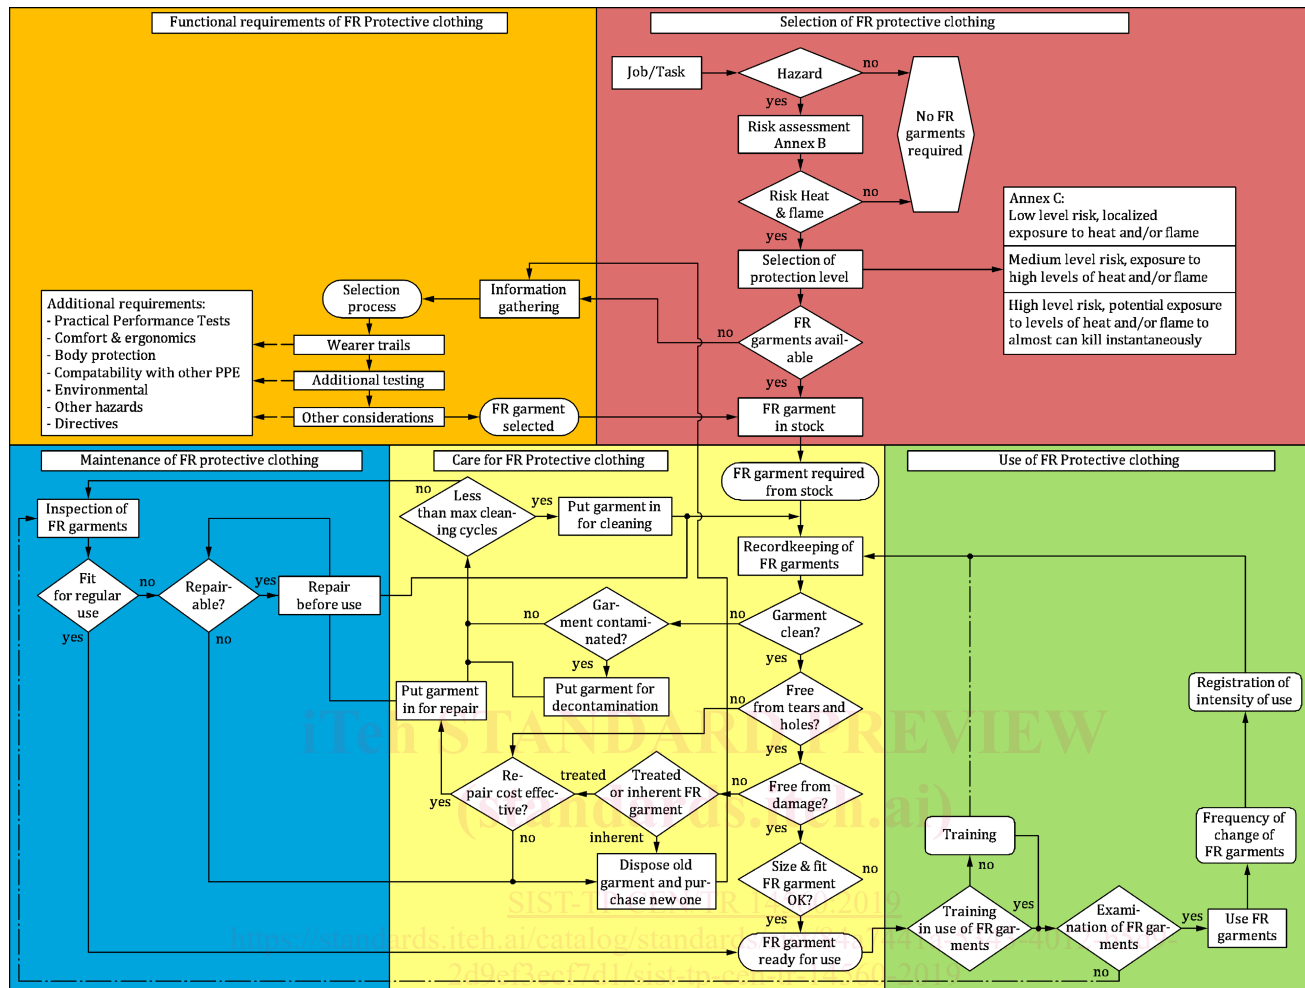 Functional requirements of FR Protective clothing
Selection of FR protective clothing
Job/Task
Hazard
no
yes
Risk assessment
Annex B
No FR
garments
required
Risk Heat
& flame
no
yes
Selection of
protection level
Annex C:
Low level risk, localized
exposure to heat and/or flame
Medium level risk, exposure to
high levels of heat and/or flame
High level risk, potential exposure
to levels of heat and/or flame to
almost can kill instantaneously
FR
garments avail-
able
no
yes
FR garment
in stock
Information
gathering
Selection
process
Wearer trails
Additional testing
Other considerations
FR garment
selected
Additional requirements:
- Practical Performance Tests
- Comfort & ergonomics
- Body protection
- Compatability with other PPE
- Environmental
- Other hazards
- Directives
Maintenance of FR protective clothing
Care for FR Protective clothing
Use of FR Protective clothing
Inspection of
FR garments
Fit
for regular
use
no
yes
Repair-
able?
yes
no
Repair
before use
no
Less
than max clean-
ing cycles
yes
Put garment in
for cleaning
FR garment required
from stock
Recordkeeping of
FR garments
Garment
clean?
no
yes
Gar-
ment contami-
nated?
no
yes
Put garment for
decontamination
Put garment
in for repair
Free
from tears and
holes?
no
yes
Re-
pair cost effec-
tive?
yes
no
treated
Treated
or inherent FR
garment
inherent
no
Free from
damage?
yes
Dispose old
garment and pur-
chase new one
Size & fit
FR garment
OK?
no
yes
FR garment
ready for use
Training
no
Training
in use of FR gar-
ments
yes
Exami-
nation of FR gar-
ments
yes
no
Use FR
garments
Frequency of
change of
FR garments
Registration of
intensity of use
iTeh STANDARD PREVIEW
(standards.iteh.ai)